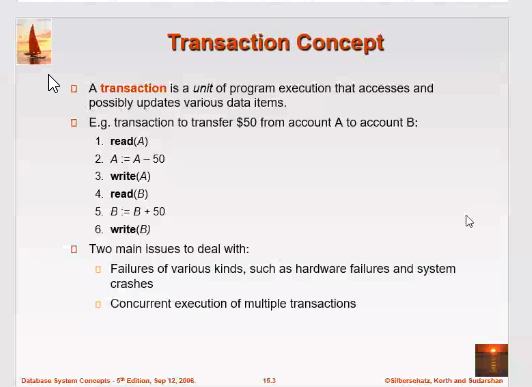 Transaction Concept
A transaction is a unit of program execution that accesses and
possibly updates various data items.
E.g. transaction to transfer $50 from account A to account B:
1. read(A)
2. A := A – 50
3. write(A)
4. read(B)
5. B := B + 50
6. write(B)
Two main issues to deal with:
Failures of various kinds, such as hardware failures and system
crashes
Concurrent execution of multiple transactions
Database System Concepts - 5th Edition, Sep 12, 2006.
15.3
©Silberschatz, Korth and Sudarshan